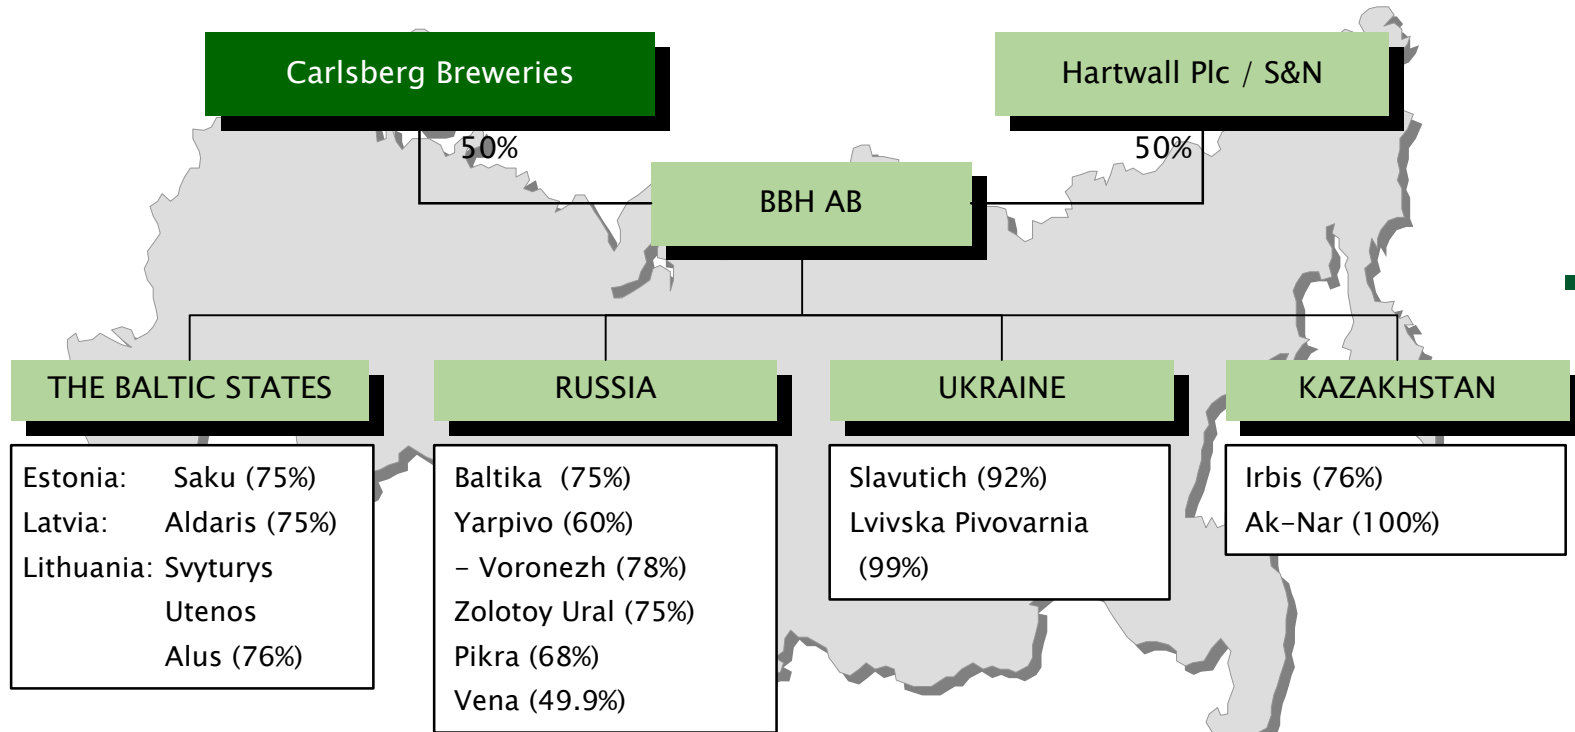 Carlsberg Breweries
Hartwall Plc / S&N
50%
50%
BBH AB
THE BALTIC STATES
RUSSIA
UKRAINE
KAZAKHSTAN
Estonia: Saku (75%)
Latvia: Aldaris (75%)
Lithuania: Svyturys
Utenos
Alus (76%)
Baltika (75%)
Yarpivo (60%)
– Voronezh (78%)
Zolotoy Ural (75%)
Pikra (68%)
Vena (49.9%)
Slavutich (92%)
Lvivska Pivovarnia
(99%)
Irbis (76%)
Ak–Nar (100%)